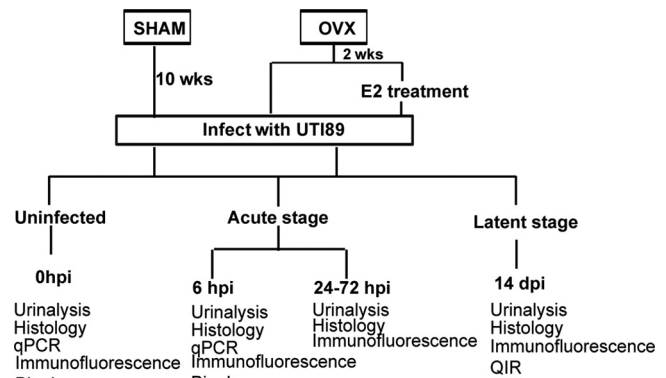 SHAM
OVX
2 wks
10 wks
E2 treatment
Infect with UTI89
Uninfected
Acute stage
Latent stage
0hpi
6 hpi
24-72 hpi
14 dpi
Urinalysis
Histology
qPCR
Immunofluorescence
Urinalysis
Histology
qPCR
Immunofluorescence
Urinalysis
Histology
Immunofluorescence
Urinalysis
Histology
Immunofluorescence
QIR